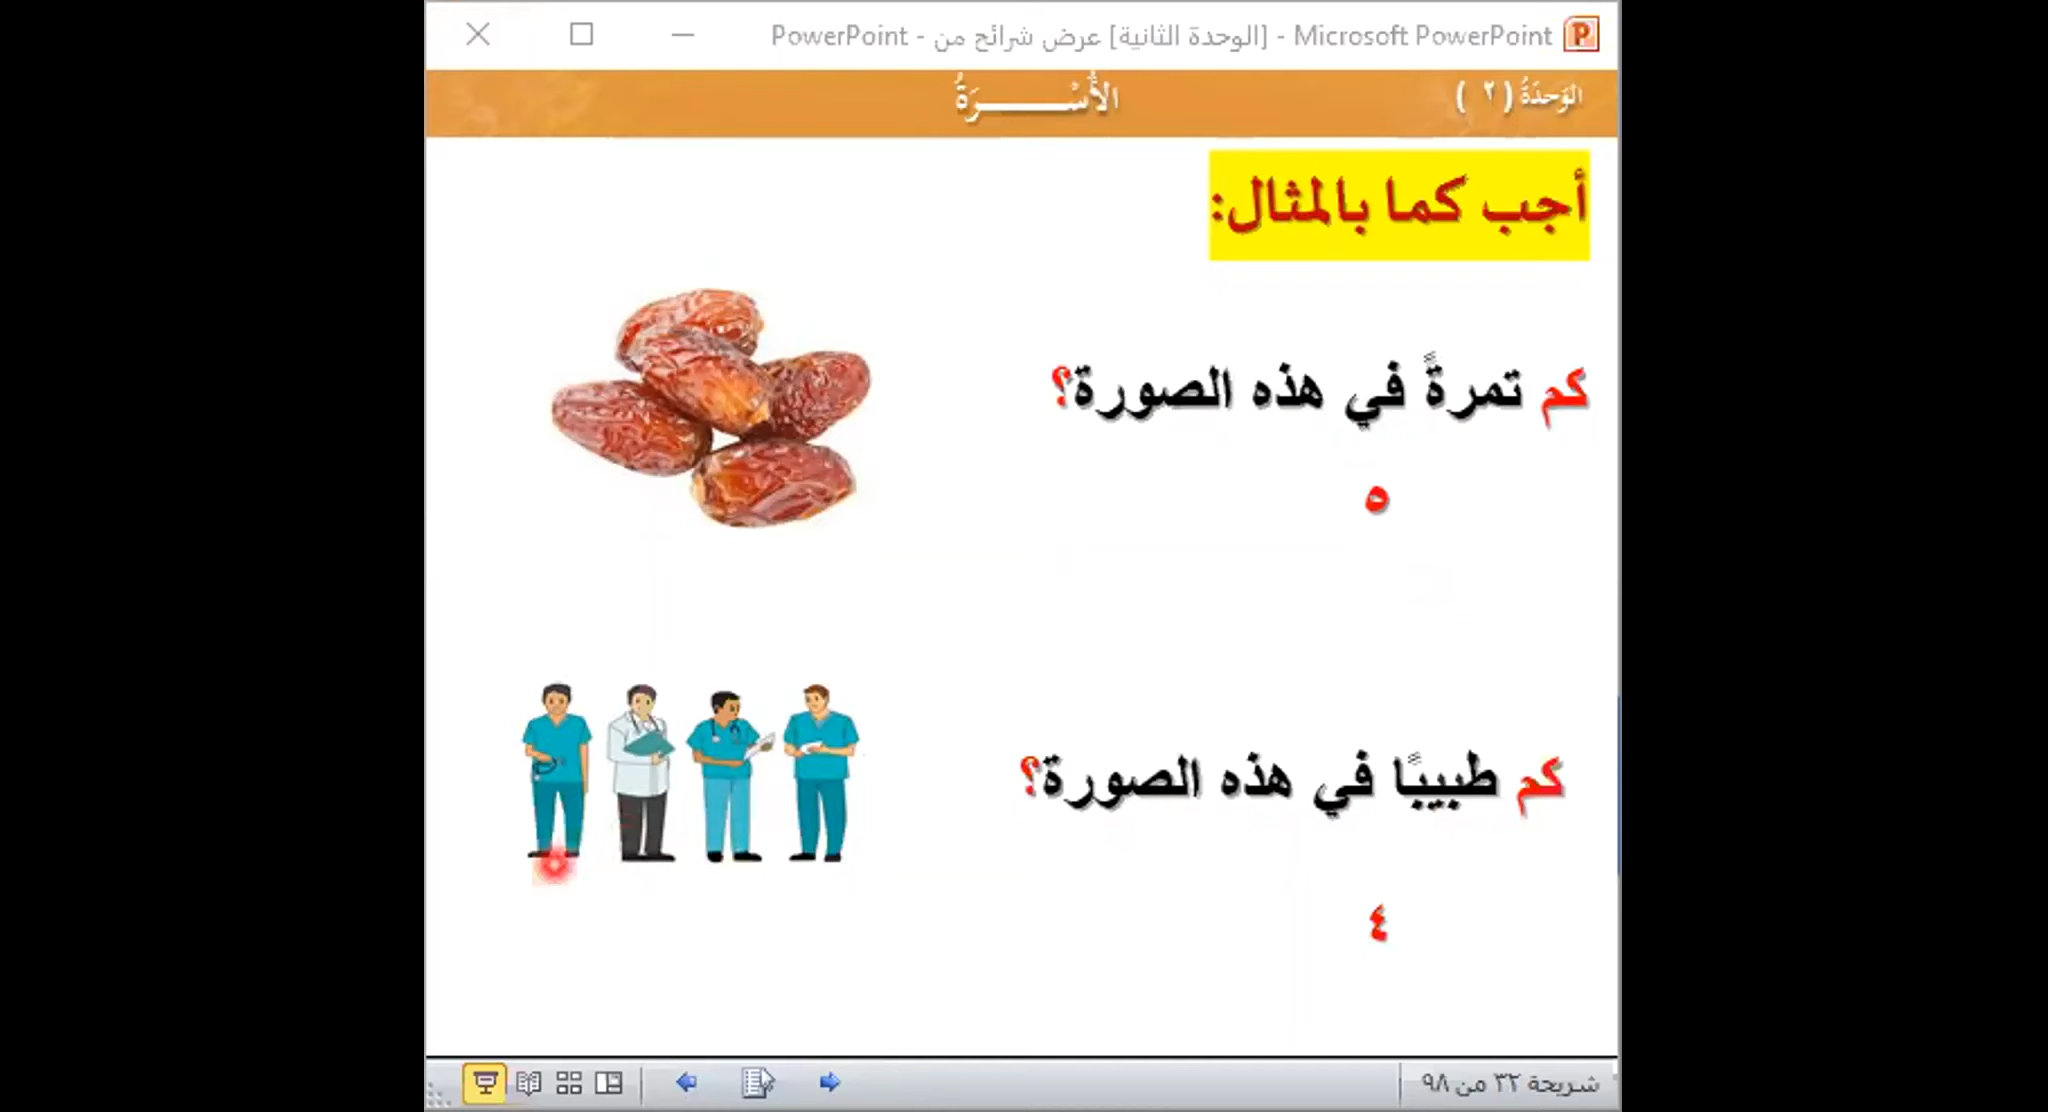 PowerPoint - عرض شرائح من [الوحدة الثانية] - Microsoft PowerPoint
الوَحدَةُ ( ٢ )
الأُسْـــــــرَةُ
أجب كما بالمثال:
كم تمرةً في هذه الصورة؟
٥
كم طبيبًا في هذه الصورة؟
٤
شريحة ٣٢ من ٩٨